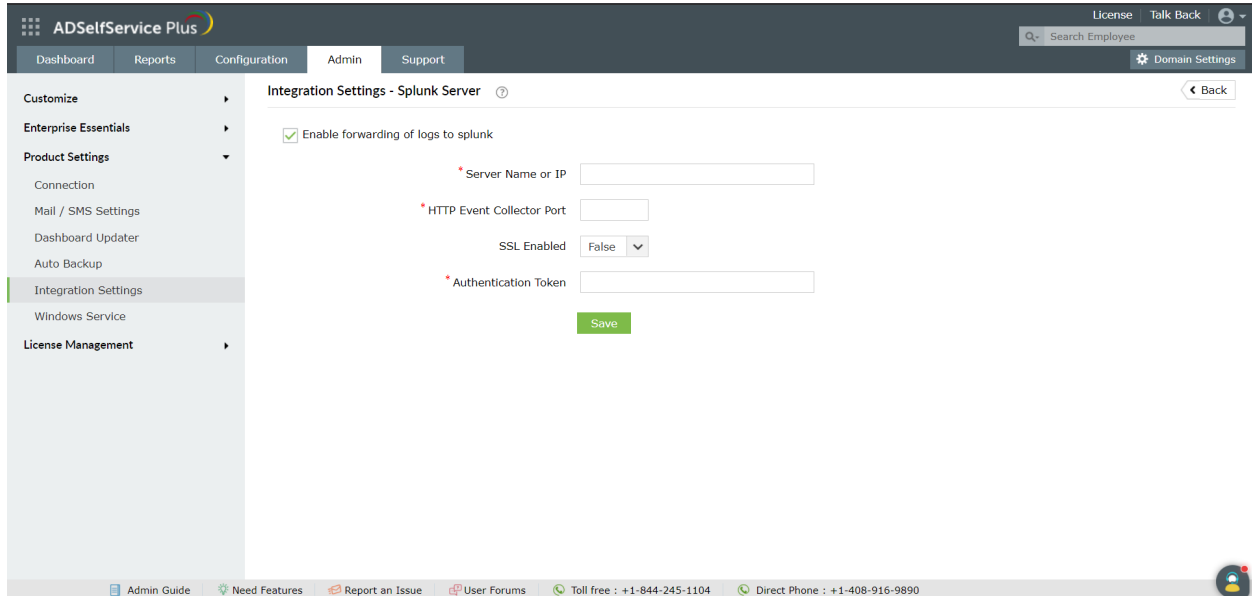 License Talk Back
ADSelfService Plus
Search Employee
Dashboard Reports Configuration Admin Support
Domain Settings
Customize
Enterprise Essentials
Product Settings
Connection
Mail / SMS Settings
Dashboard Updater
Auto Backup
Integration Settings
Windows Service
License Management
Integration Settings - Splunk Server ?
Back
Enable forwarding of logs to splunk
* Server Name or IP
* HTTP Event Collector Port
SSL Enabled False
* Authentication Token
Save
Admin Guide Need Features Report an Issue User Forums Toll free : +1-844-245-1104 Direct Phone : +1-408-916-9890